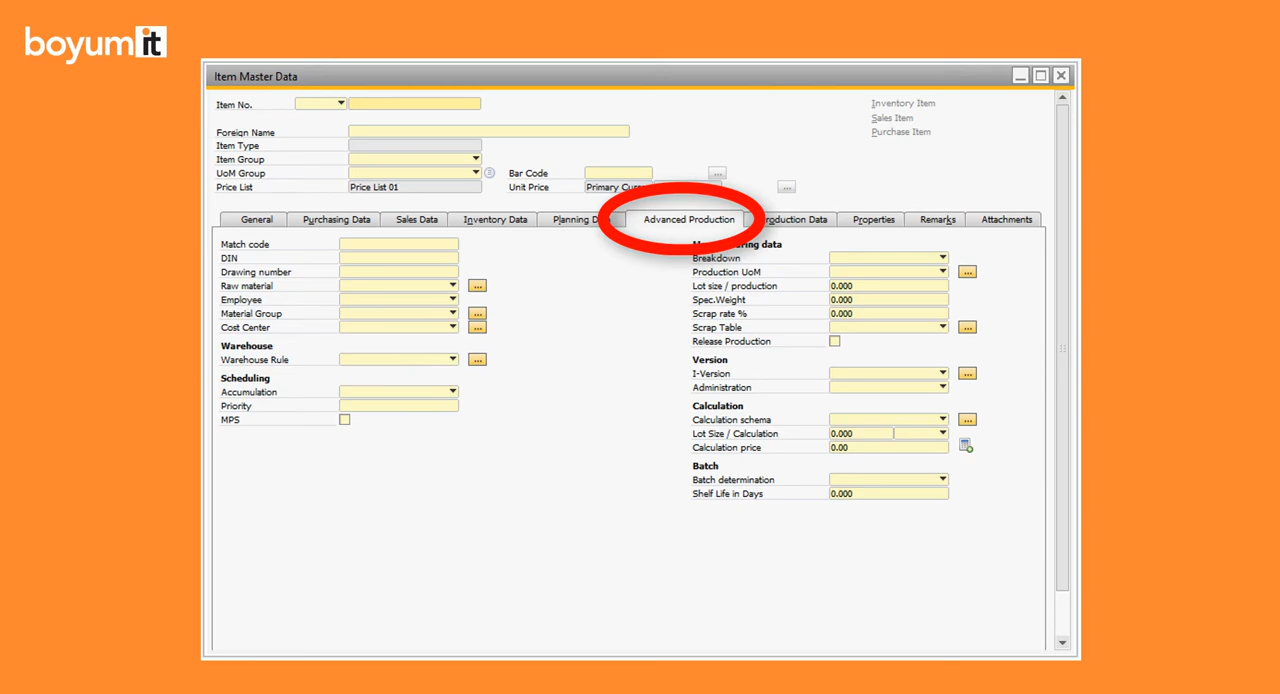 boyumit
Item Master Data
Item No.
Inventory Item
Sales Item
Foreign Name
Purchase Item
Item Type
Item Group
UoM Group
Bar Code
...
Price List
Price List 01
Unit Price
Primary
...
General
Purchasing Data
Sales Data
Inventory Data
Planning
Advanced Production
Data
Properties
Remarks
Attachments
Match code
DIN
Drawing number
Raw material
...
Employee
Material Group
...
Cost Center
...
Warehouse
Warehouse Rule
...
Scheduling
Accumulation
Priority
MPS
data
Breakdown
Production UoM
...
Lot size / production
0.000
Spec.Weight
0.000
Scrap rate %
0.000
Scrap Table
...
Release Production
Version
I-Version
...
Administration
Calculation
Calculation schema
...
Lot Size / Calculation
0.000
Calculation price
0.00
Batch
Batch determination
Shelf Life in Days
0.000